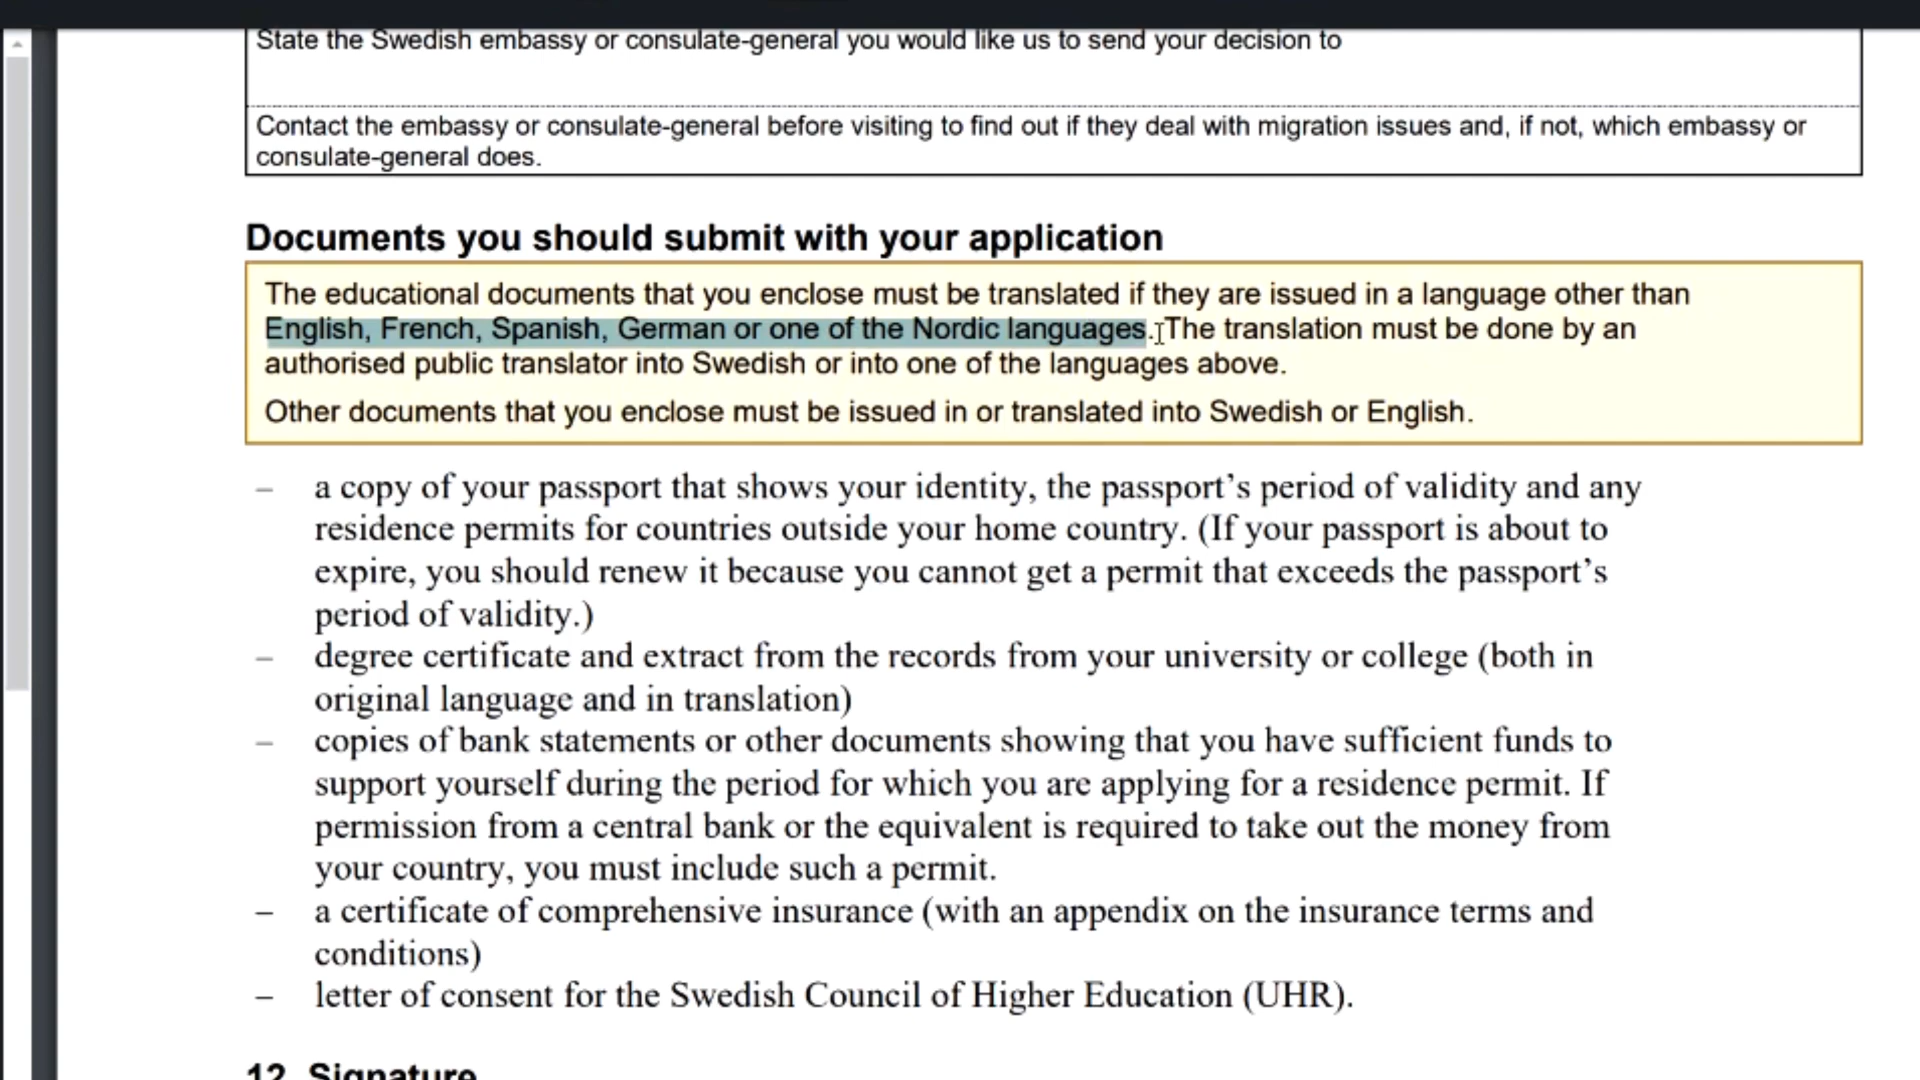 State the Swedish embassy or consulate-general you would like us to send your decision to
Contact the embassy or consulate-general before visiting to find out if they deal with migration issues and, if not, which embassy or
consulate-general does.
Documents you should submit with your application
The educational documents that you enclose must be translated if they are issued in a language other than
English, French, Spanish, German or one of the Nordic languages. The translation must be done by an
authorised public translator into Swedish or into one of the languages above.
Other documents that you enclose must be issued in or translated into Swedish or English.
– a copy of your passport that shows your identity, the passport’s period of validity and any
residence permits for countries outside your home country. (If your passport is about to
expire, you should renew it because you cannot get a permit that exceeds the passport’s
period of validity.)
– degree certificate and extract from the records from your university or college (both in
original language and in translation)
– copies of bank statements or other documents showing that you have sufficient funds to
support yourself during the period for which you are applying for a residence permit. If
permission from a central bank or the equivalent is required to take out the money from
your country, you must include such a permit.
– a certificate of comprehensive insurance (with an appendix on the insurance terms and
conditions)
– letter of consent for the Swedish Council of Higher Education (UHR).
12. Signature